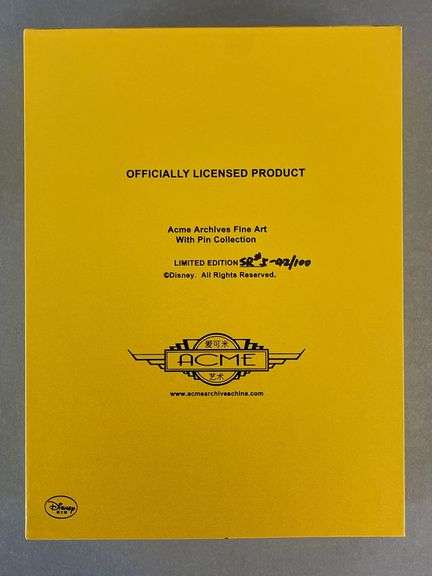 OFFICIALLY LICENSED PRODUCT
Acme Archives Fine Art
With Pin Collection
LIMITED EDITION SR#5-92/100
©Disney. All Rights Reserved.
爱可米
ACME
艺术
www.acmearchiveschina.com
Disney